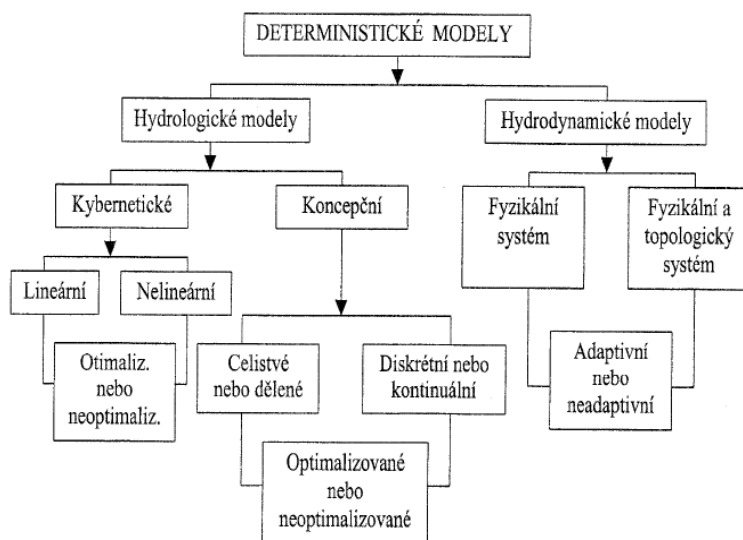 DETERMINISTICKÉ MODELY
Hydrologické modely
Hydrodynamické modely
Kybernetické
Koncepční
Fyzikální
systém
Fyzikální a
topologický
systém
Lineární
Nelineární
Otimaliz.
nebo
neoptimaliz.
Celistvé
nebo dělené
Diskrétní nebo
kontinuální
Adaptivní
nebo
neadaptivní
Optimalizované
nebo
neoptimalizované